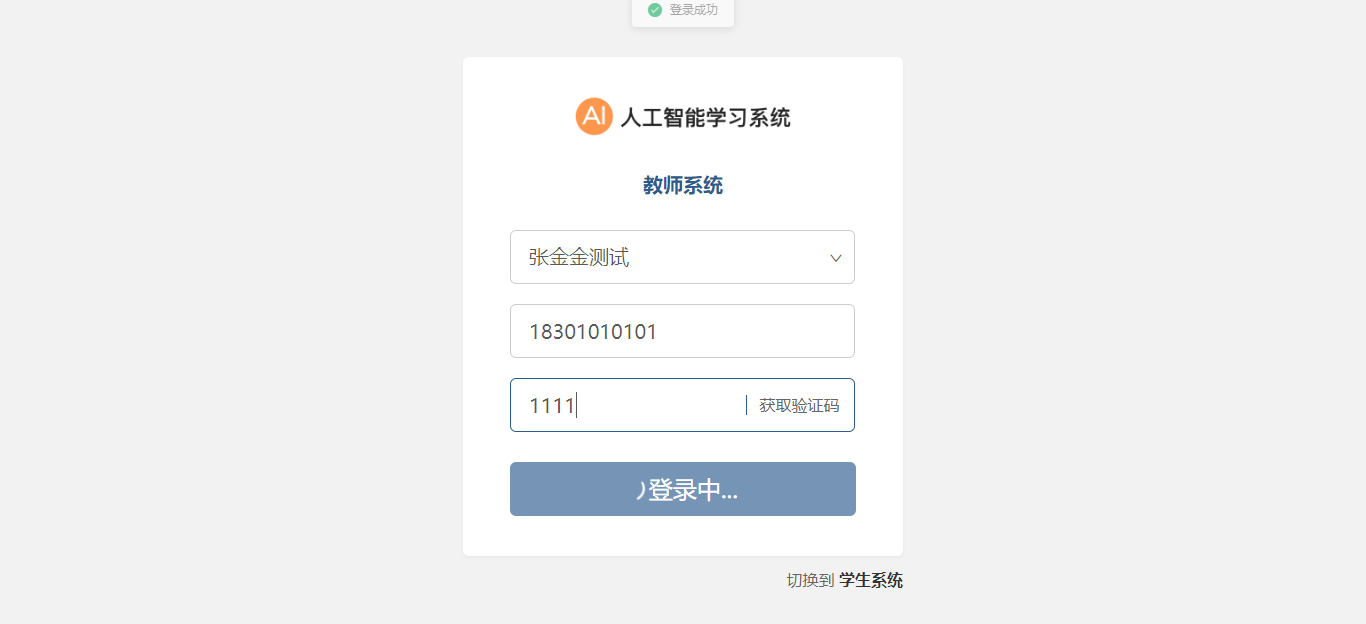 登录成功
AI 人工智能学习系统
教师系统
张金金测试
18301010101
1111 获取验证码
登录中...
切换到 学生系统